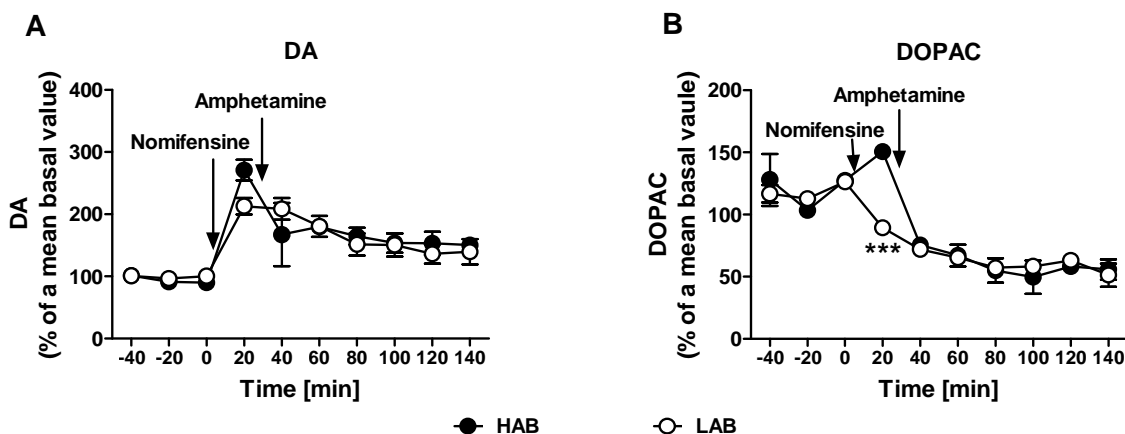 A
DA
DA
(% of a mean basal value)
400
300
200
100
0
Amphetamine
Nomifensine
-40 -20 0 20 40 60 80 100 120 140
Time [min]
B
DOPAC
DOPAC
(% of a mean basal vaule)
200
150
100
50
0
Amphetamine
Nomifensine
***
-40 -20 0 20 40 60 80 100 120 140
Time [min]
HAB LAB